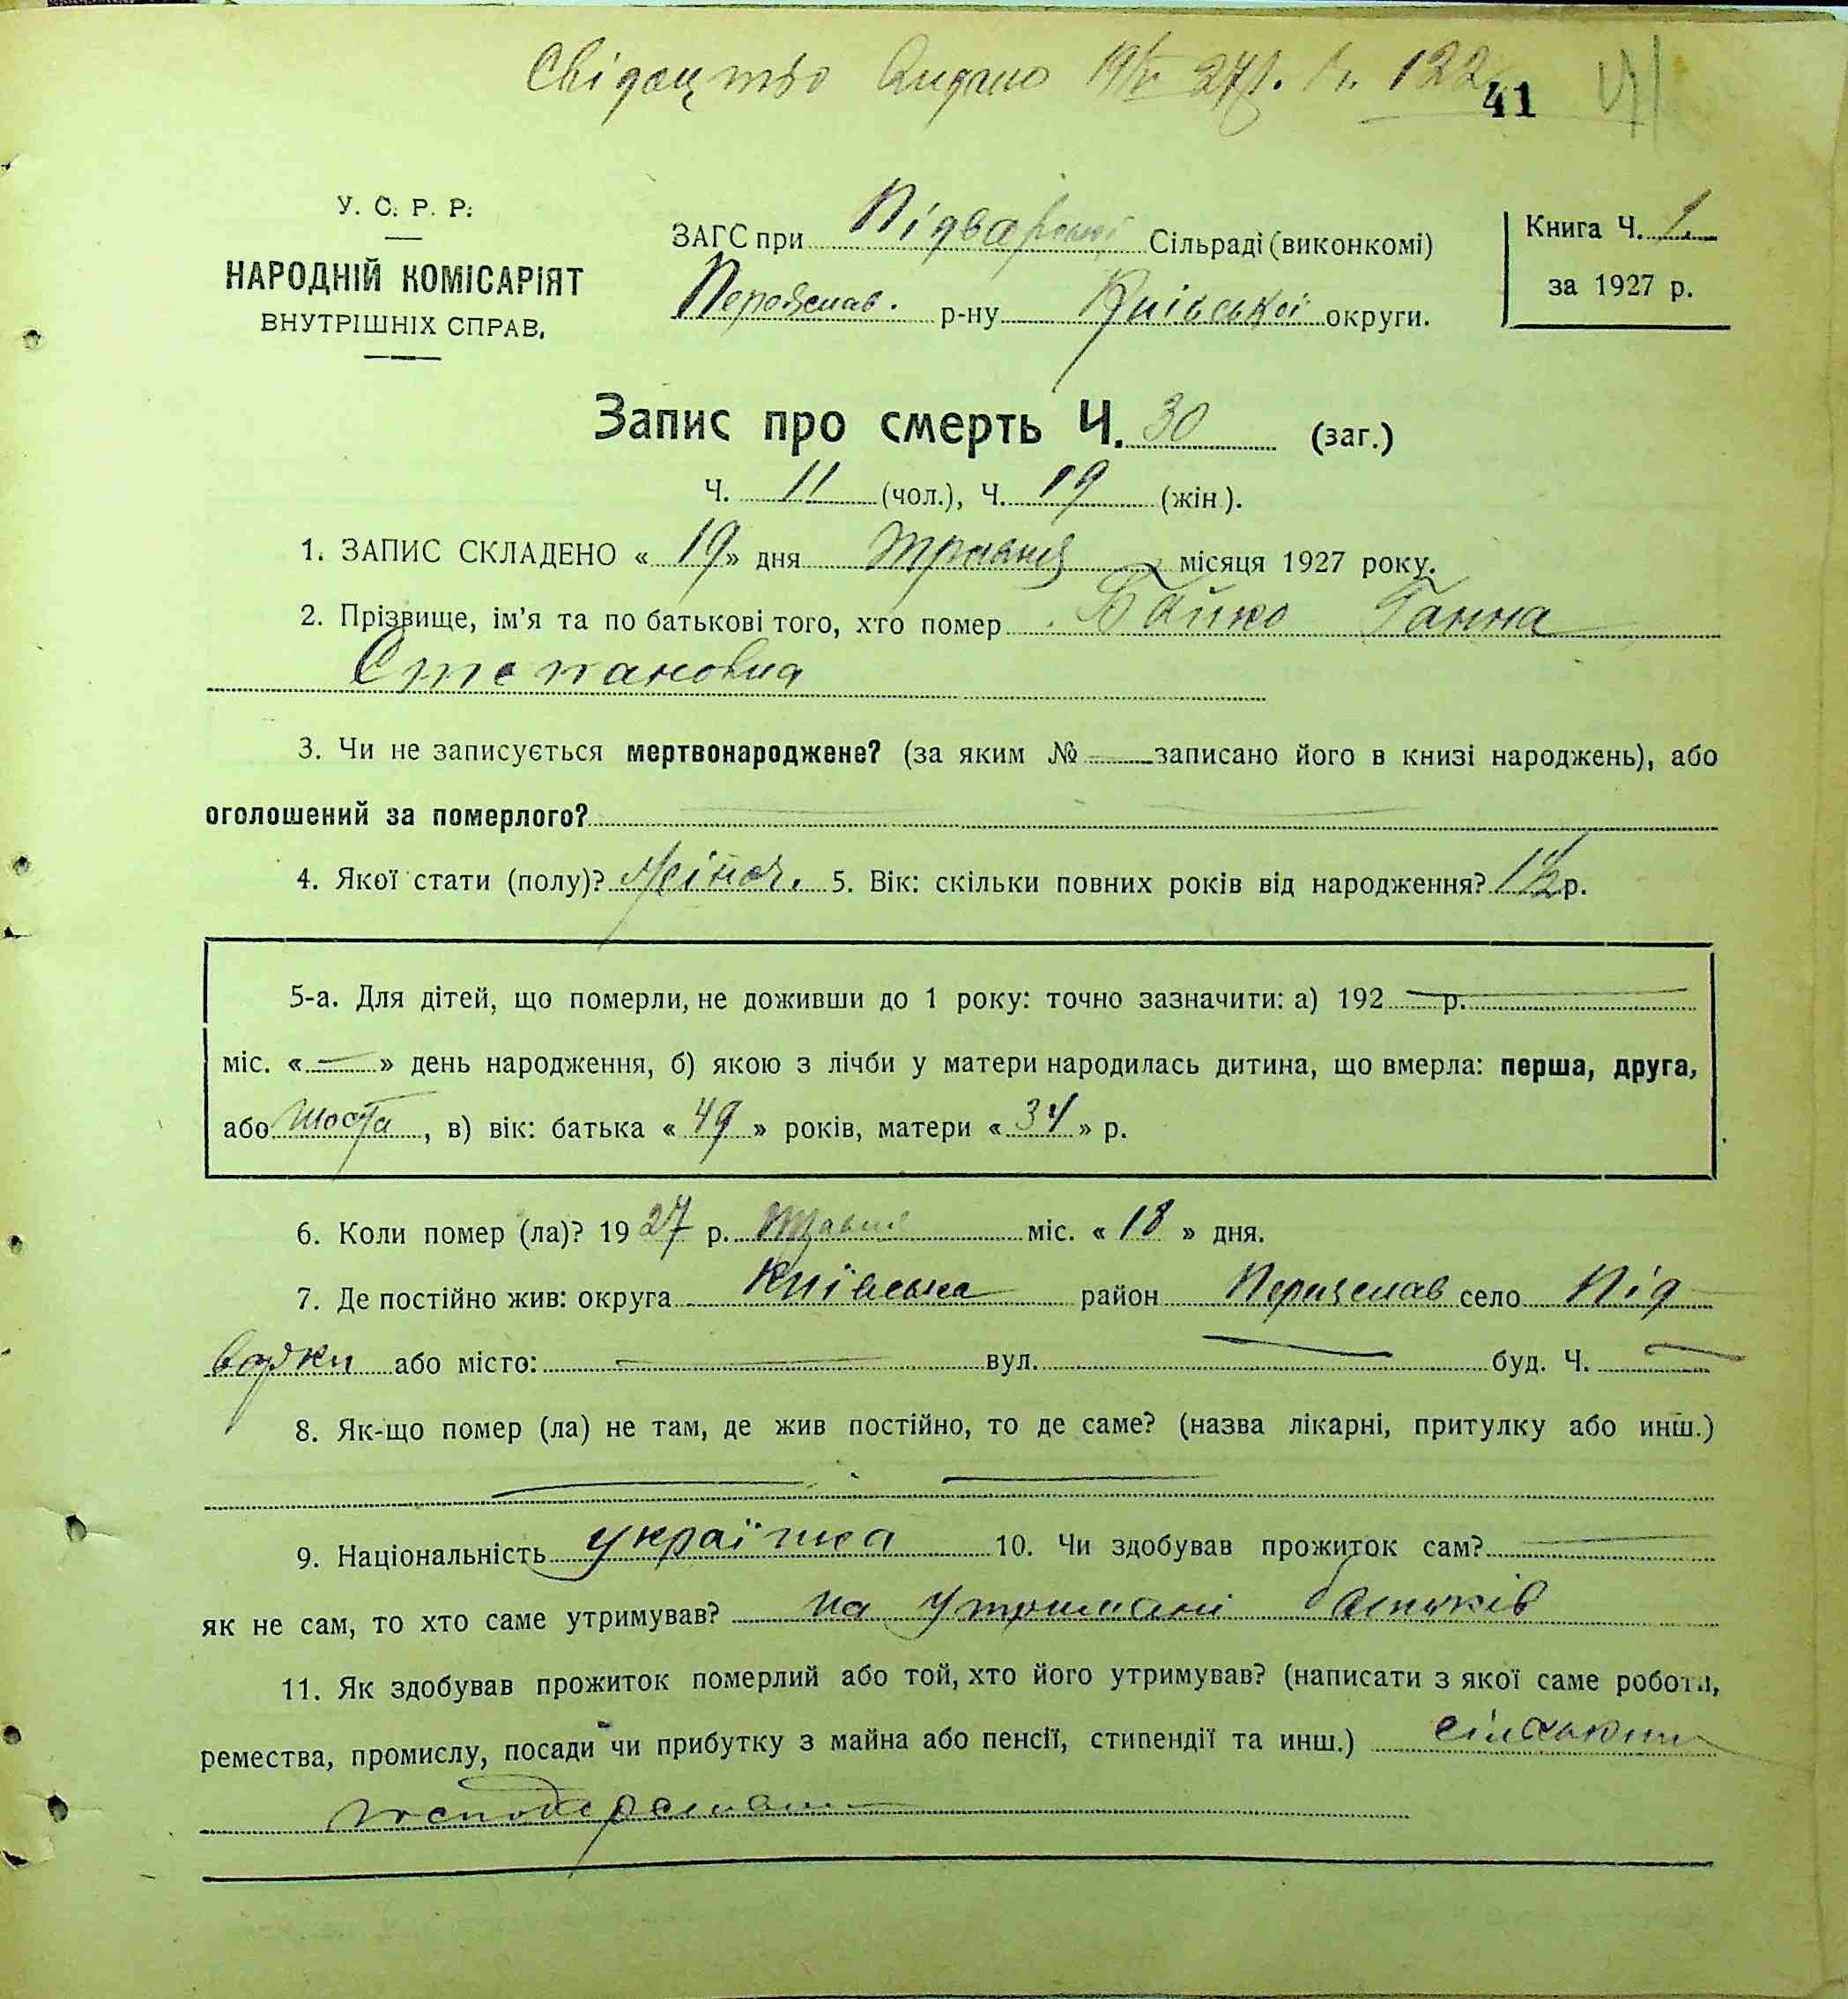 Свідоцтво видано 19/V 27р. Ч. 122
41
У. С. Р. Р.
НАРОДНІЙ КОМІСАРІЯТ
ВНУТРІШНІХ СПРАВ.
ЗАГС при Підварській Сільраді (виконкомі)
Переяслав. р-ну Київської округи.
Книга Ч. 1.
за 1927 р.
Запис про смерть Ч. 30 (заг.)
Ч. 11 (чол.), Ч. 19 (жін).
1. ЗАПИС СКЛАДЕНО « 19 » дня травня місяця 1927 року.
2. Прізвище, ім'я та по батькові того, хто помер Байко Ганна
Степановна
3. Чи не записується мертвонароджене? (за яким № — записано його в книзі народжень), або
оголошений за померлого?
4. Якої стати (полу)? жіноч. 5. Вік: скільки повних років від народження? 1½ р.
5-а. Для дітей, що померли, не доживши до 1 року: точно зазначити: а) 192 — р.
міс. « — » день народження, б) якою з лічби у матери народилась дитина, що вмерла: перша, друга,
або шоста, в) вік: батька « 49 » років, матери « 34 » р.
6. Коли помер (ла)? 1927 р. травня міс. « 18 » дня.
7. Де постійно жив: округа Київська район Переяслав село Під
ворки або місто: — вул. — буд. Ч. —
8. Як-що помер (ла) не там, де жив постійно, то де саме? (назва лікарні, притулку або инш.)
9. Національність українка 10. Чи здобував прожиток сам? —
як не сам, то хто саме утримував? на утримані батьків
11. Як здобував прожиток померлий або той, хто його утримував? (написати з якої саме роботи,
ремества, промислу, посади чи прибутку з майна або пенсії, стипендії та инш.) сільським
господарством